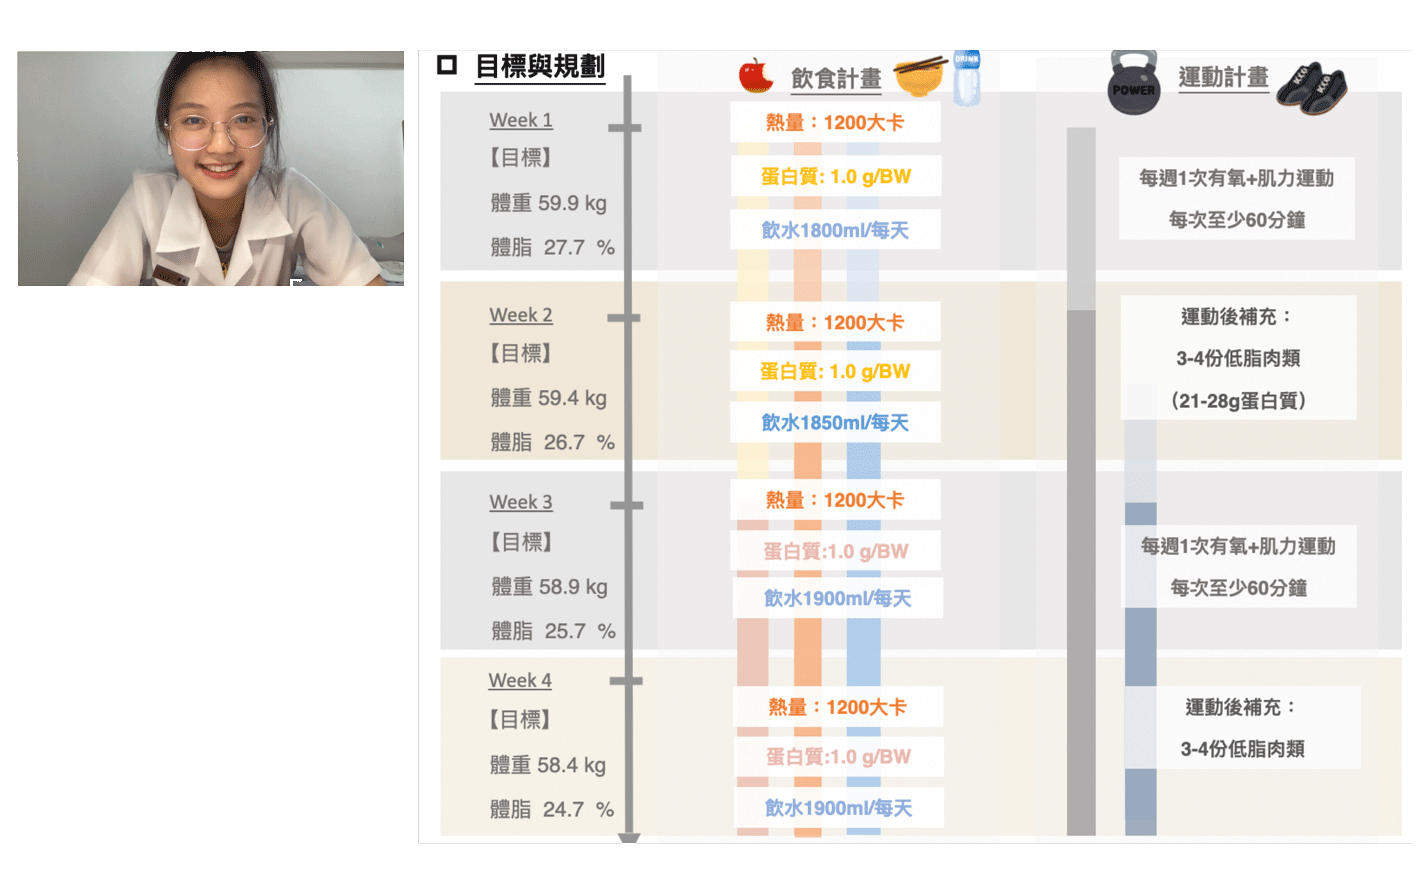 目標與規劃
飲食計畫
DRINK
POWER
運動計畫
KCO
KCO
Week 1
【目標】
體重 59.9 kg
體脂 27.7 %
熱量：1200大卡
蛋白質: 1.0 g/BW
飲水1800ml/每天
每週1次有氧+肌力運動
每次至少60分鐘
Week 2
【目標】
體重 59.4 kg
體脂 26.7 %
熱量：1200大卡
蛋白質: 1.0 g/BW
飲水1850ml/每天
運動後補充：
3-4份低脂肉類
（21-28g蛋白質）
Week 3
【目標】
體重 58.9 kg
體脂 25.7 %
熱量：1200大卡
蛋白質:1.0 g/BW
飲水1900ml/每天
每週1次有氧+肌力運動
每次至少60分鐘
Week 4
【目標】
體重 58.4 kg
體脂 24.7 %
熱量：1200大卡
蛋白質:1.0 g/BW
飲水1900ml/每天
運動後補充：
3-4份低脂肉類